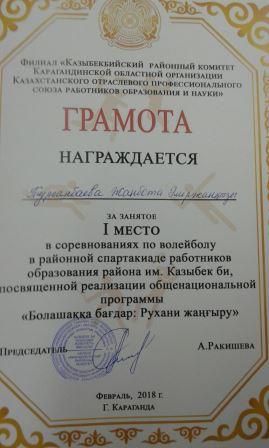 Филиал «Казыбекбийский районный комитет
Карагандинской областной организации
Казахстанского отраслевого профессионального
союза работников образования и науки»
ГРАМОТА
НАГРАЖДАЕТСЯ
Турганбаева Жанбота
за занятое
I место
в соревнованиях по волейболу
в районной спартакиаде работников
образования района им. Казыбек би,
посвященной реализации общенациональной
программы
«Болашаққа бағдар: Рухани жаңғыру»
Председатель
А.Ракишева
Февраль, 2018 г.
Г. Караганда